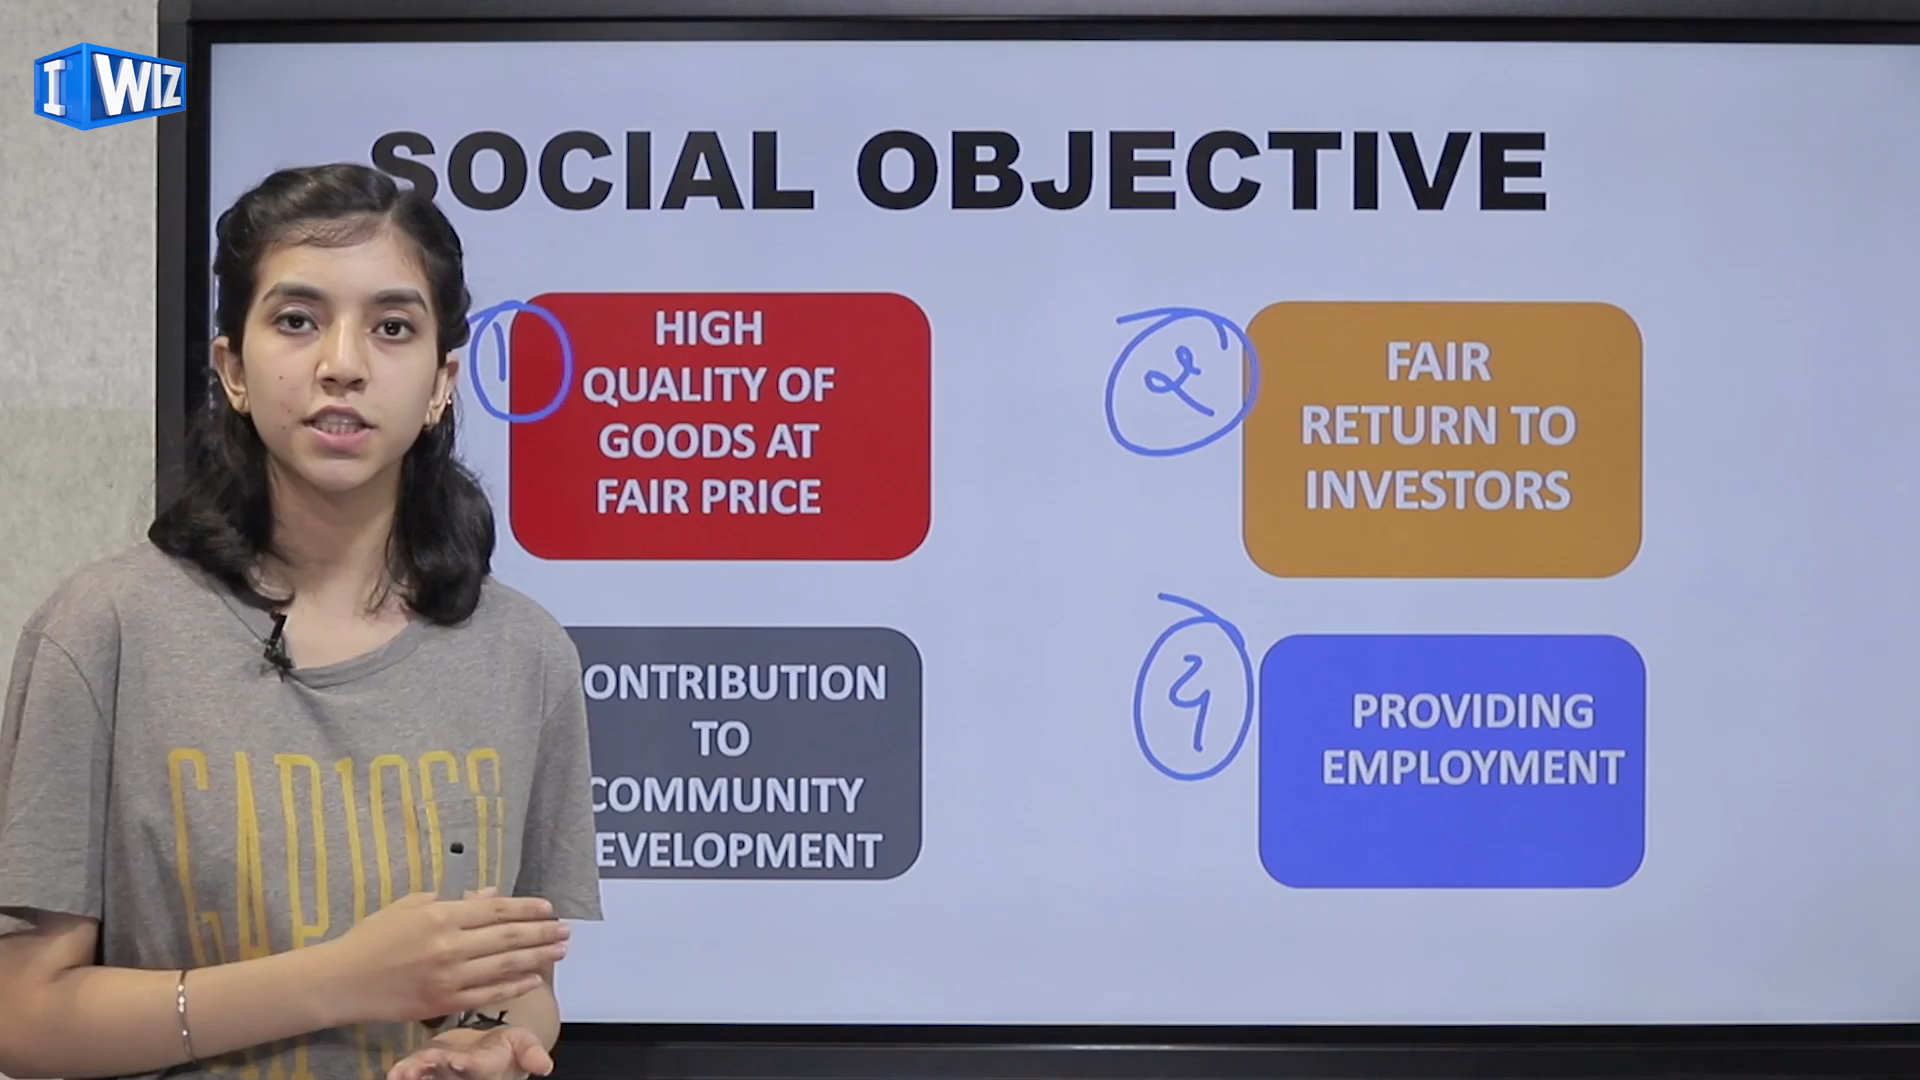 I WIZ
SOCIAL OBJECTIVE
1
HIGH
QUALITY OF
GOODS AT
FAIR PRICE
2
FAIR
RETURN TO
INVESTORS
ONTRIBUTION
TO
COMMUNITY
EVELOPMENT
PROVIDING
EMPLOYMENT